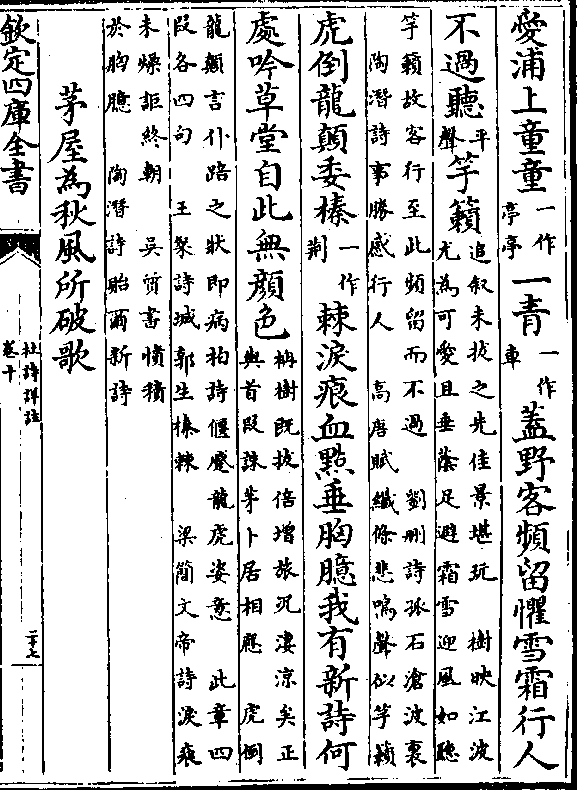 愛浦上童童一作亭亭一青一作車蓋野客頻留懼雪霜行人
不過聽平聲竽籟追叙未拔之先佳景堪玩　樹映江波
尤為可愛且垂蔭足避霜雪迎風如聽
竽籟故客行至此頻留而不過　劉刪詩孤石滄波裏
陶潛詩事勝感行人　高唐賦纖條悲鳴聲似竽籟
虎倒龍顛委榛一作荆棘淚痕血點垂胸臆我有新詩何
處吟草堂自此無顔色柟樹既拔倍增旅況凄涼矣正
與首段誅茅卜居相應　虎倒
龍顛言仆踣之狀即病柏詩偃蹇龍虎姿意　此章四
段各四句　王粲詩城郭生榛棘　梁簡文帝詩淚痕
未燥詎終朝　吳質書憤積
於胸臆　陶潛詩貽爾新詩
茅屋為秋風所破歌
欽定四庫全書
杜詩詳註
卷十
二十七